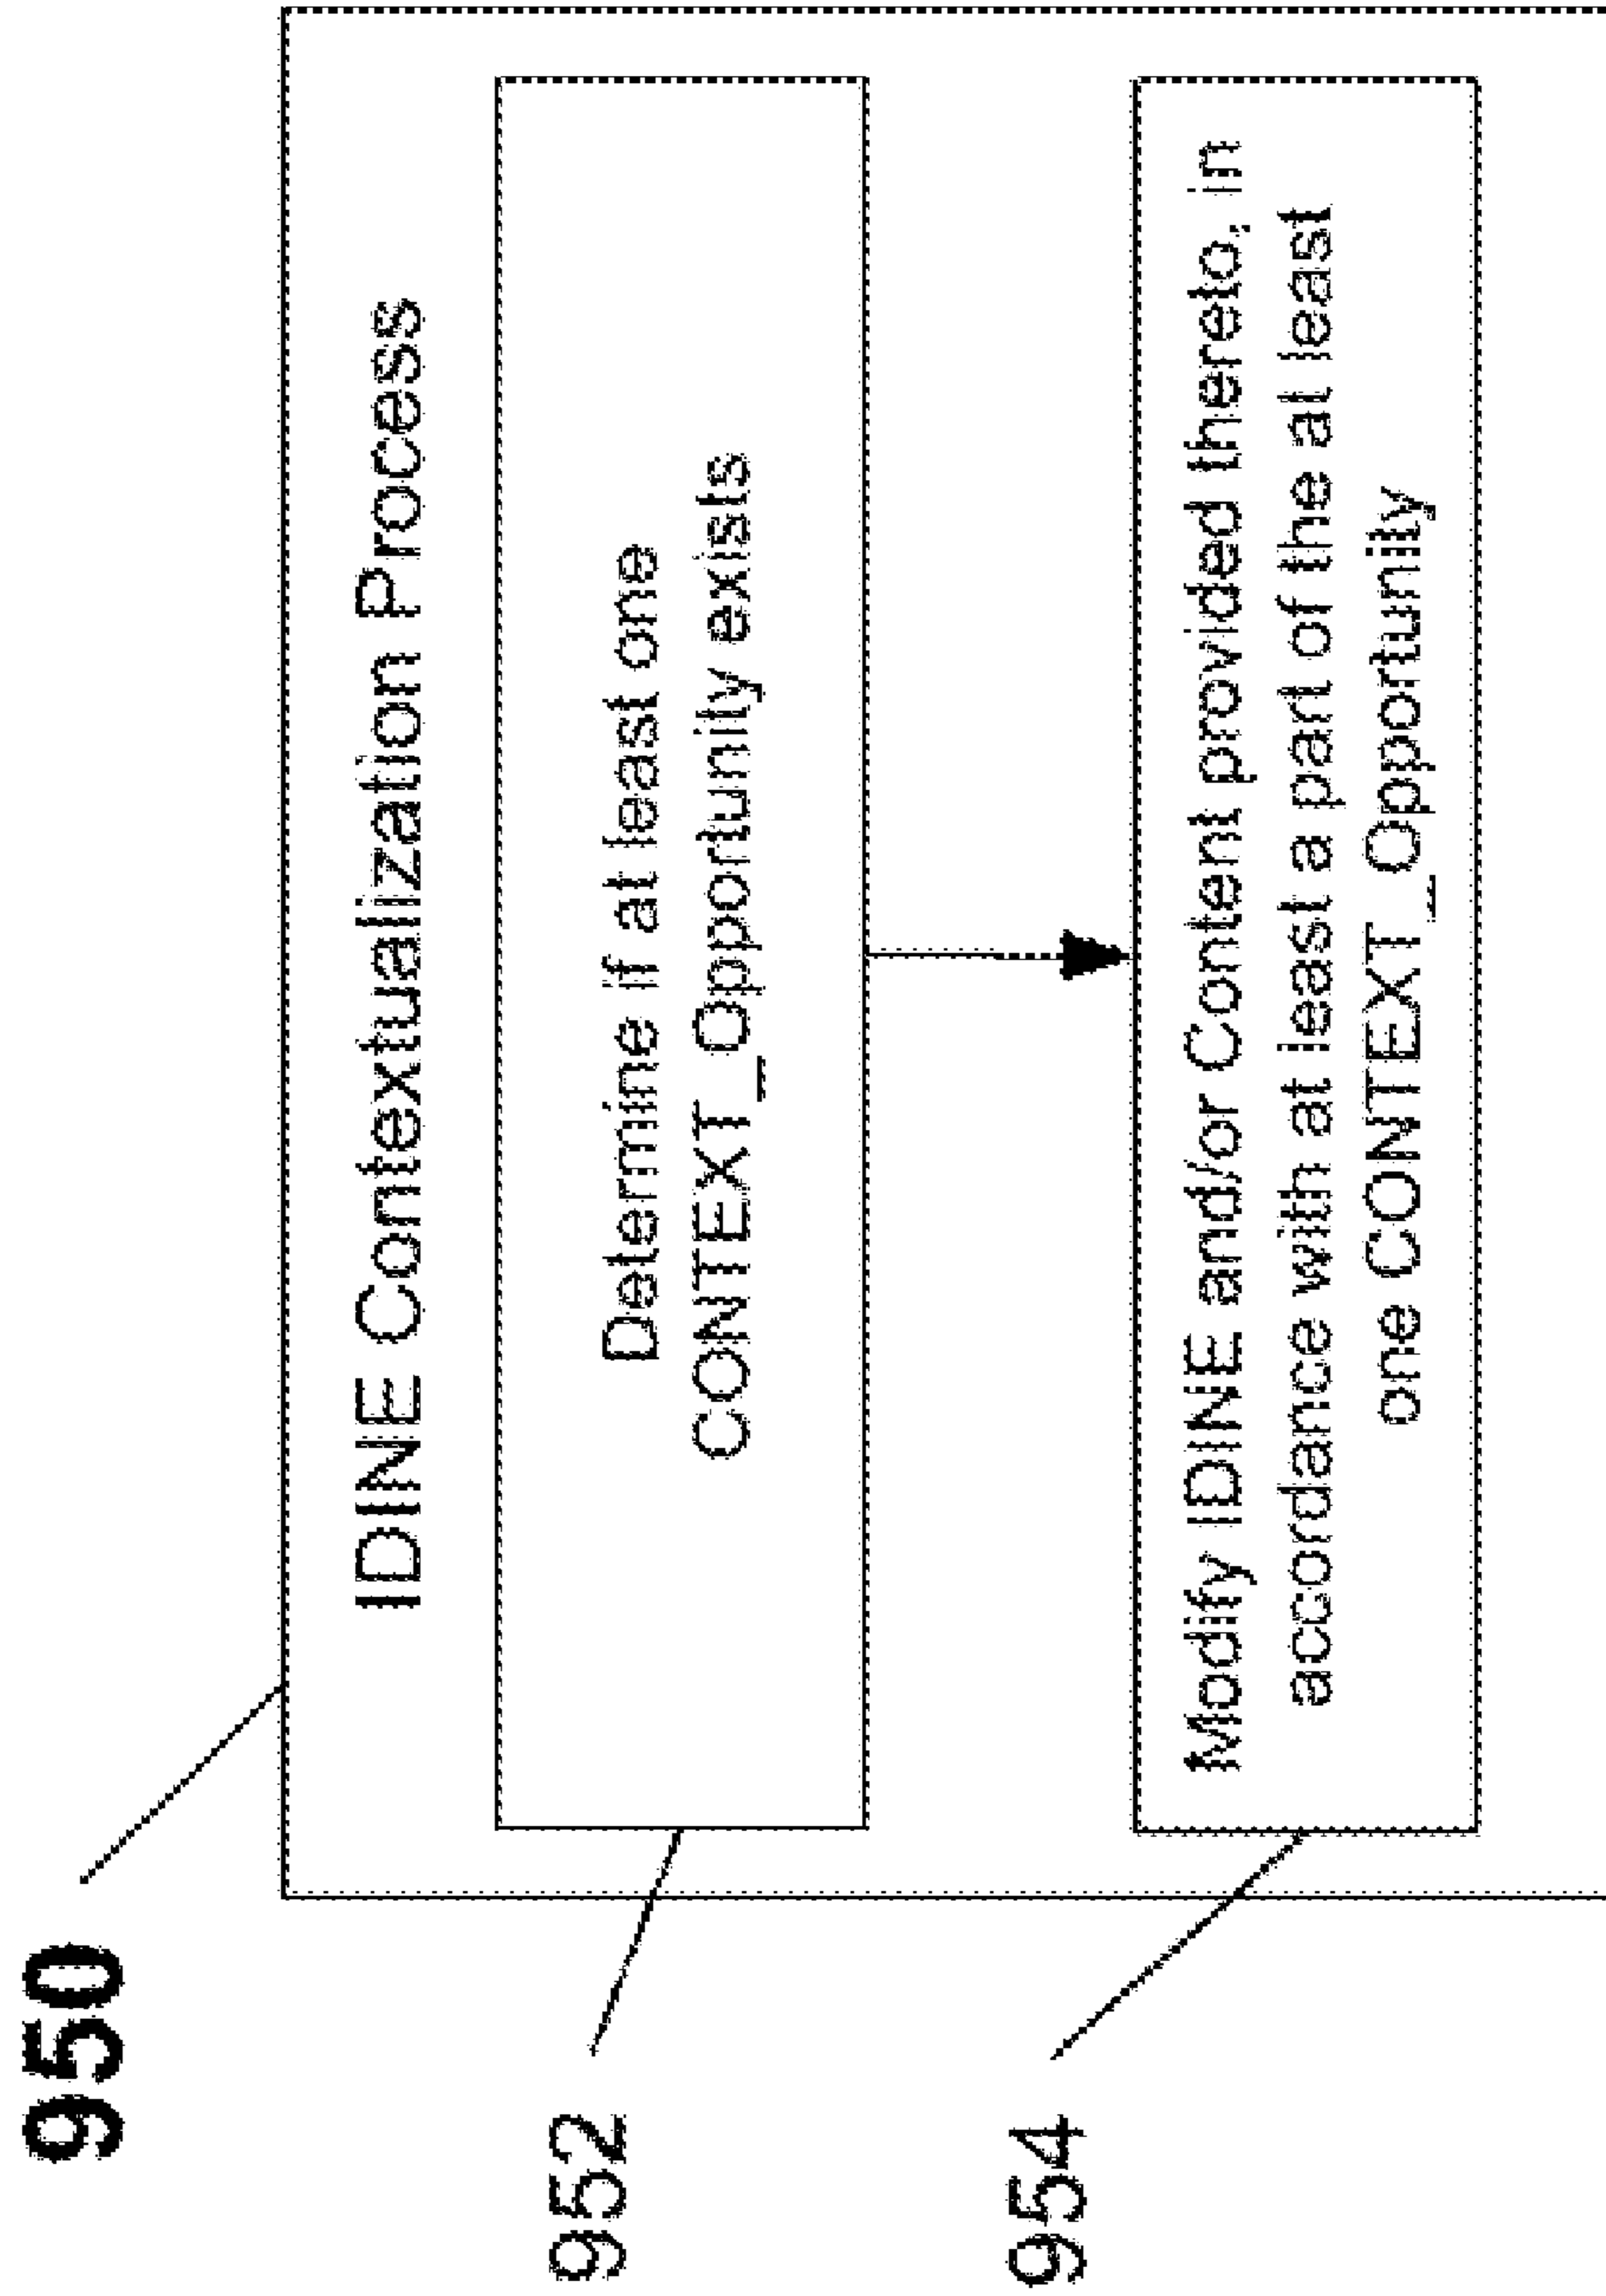 950
IDINE Contextualization Process
952
Determine if at least one
CONTEXT_Opportunity exists
954
Modify IDINE and/or Content provided thereto, in
accordance with at least a part of the at least
one CONTEXT_Opportunity